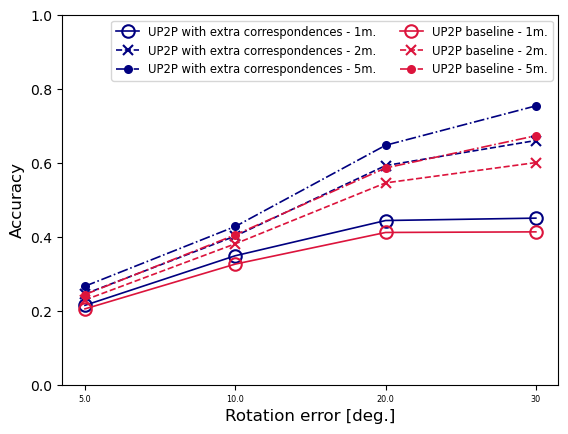 1.0
UP2P with extra correspondences - 1m.
UP2P with extra correspondences - 2m.
UP2P with extra correspondences - 5m.
UP2P baseline - 1m.
UP2P baseline - 2m.
UP2P baseline - 5m.
0.8
0.6
0.4
0.2
0.0
Accuracy
5.0 10.0 20.0 30
Rotation error [deg.]